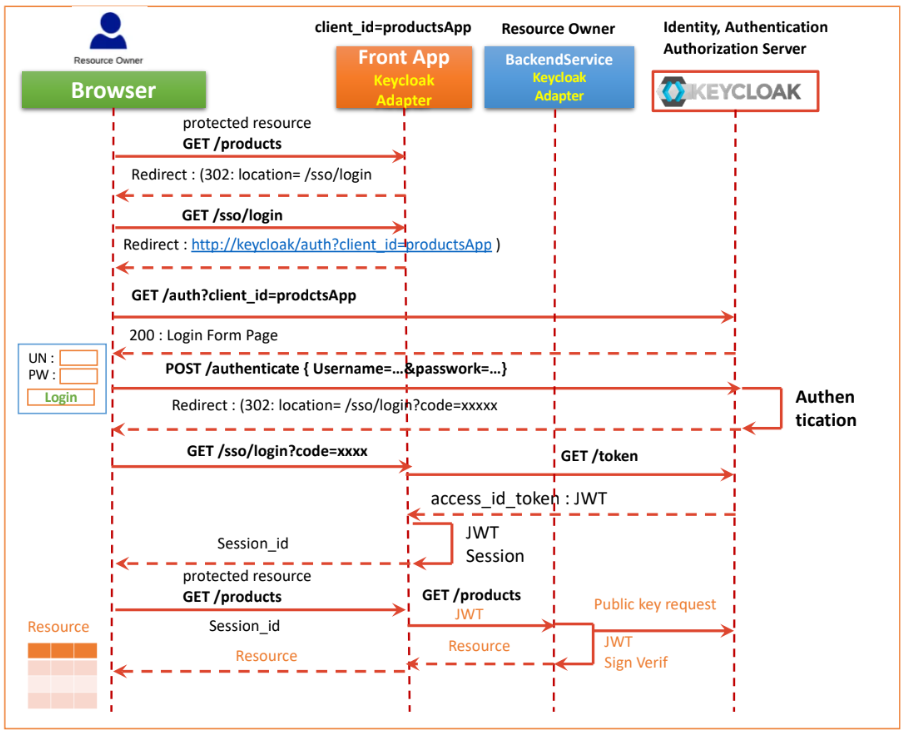 client_id=productsApp
Resource Owner
Identity, Authentication
Authorization Server
Resource Owner
Browser
Front App
Keycloak
Adapter
BackendService
Keycloak
Adapter
KEYCLOAK
protected resource
GET /products
Redirect : (302: location= /sso/login
GET /sso/login
Redirect : http://keycloak/auth?client_id=productsApp )
GET /auth?client_id=prodctsApp
200 : Login Form Page
UN :
PW :
Login
POST /authenticate { Username=...&passwork=...}
Redirect : (302: location= /sso/login?code=xxxxx
Authen
tication
GET /sso/login?code=xxxx
GET /token
access_id_token : JWT
JWT
Session
Session_id
protected resource
GET /products
Session_id
GET /products
JWT
Public key request
JWT
Sign Verif
Resource
Resource
Resource